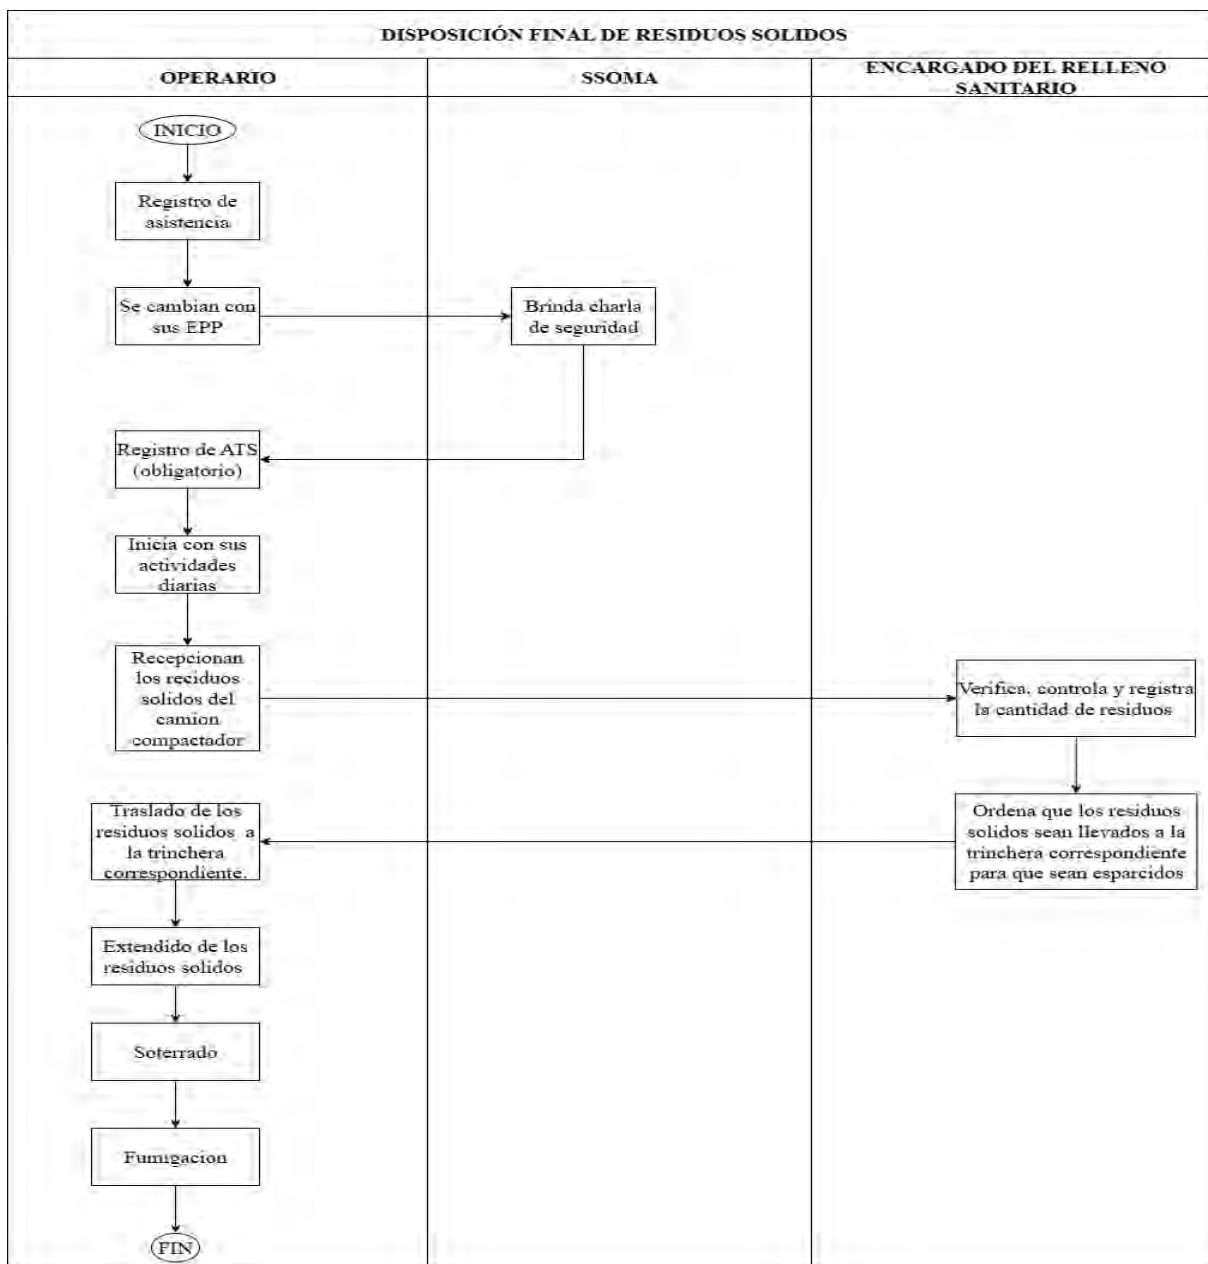 DISPOSICIÓN FINAL DE RESIDUOS SOLIDOS
OPERARIO
SSOMA
ENCARGADO DEL RELLENO
SANITARIO
INICIO
Registro de
asistencia
Se cambian con
sus EPP
Brinda charla
de seguridad
Registro de ATS
(obligatorio)
Inicia con sus
actividades
diarias
Recepcionan
los reciduos
solidos del
camion
compactador
Verifica, controla y registra
la cantidad de residuos
Ordena que los residuos
solidos sean llevados a la
trinchera correspondiente
para que sean esparcidos
Traslado de los
residuos solidos a
la trinchera
correspondiente.
Extendido de los
residuos solidos
Soterrado
Fumigacion
FIN